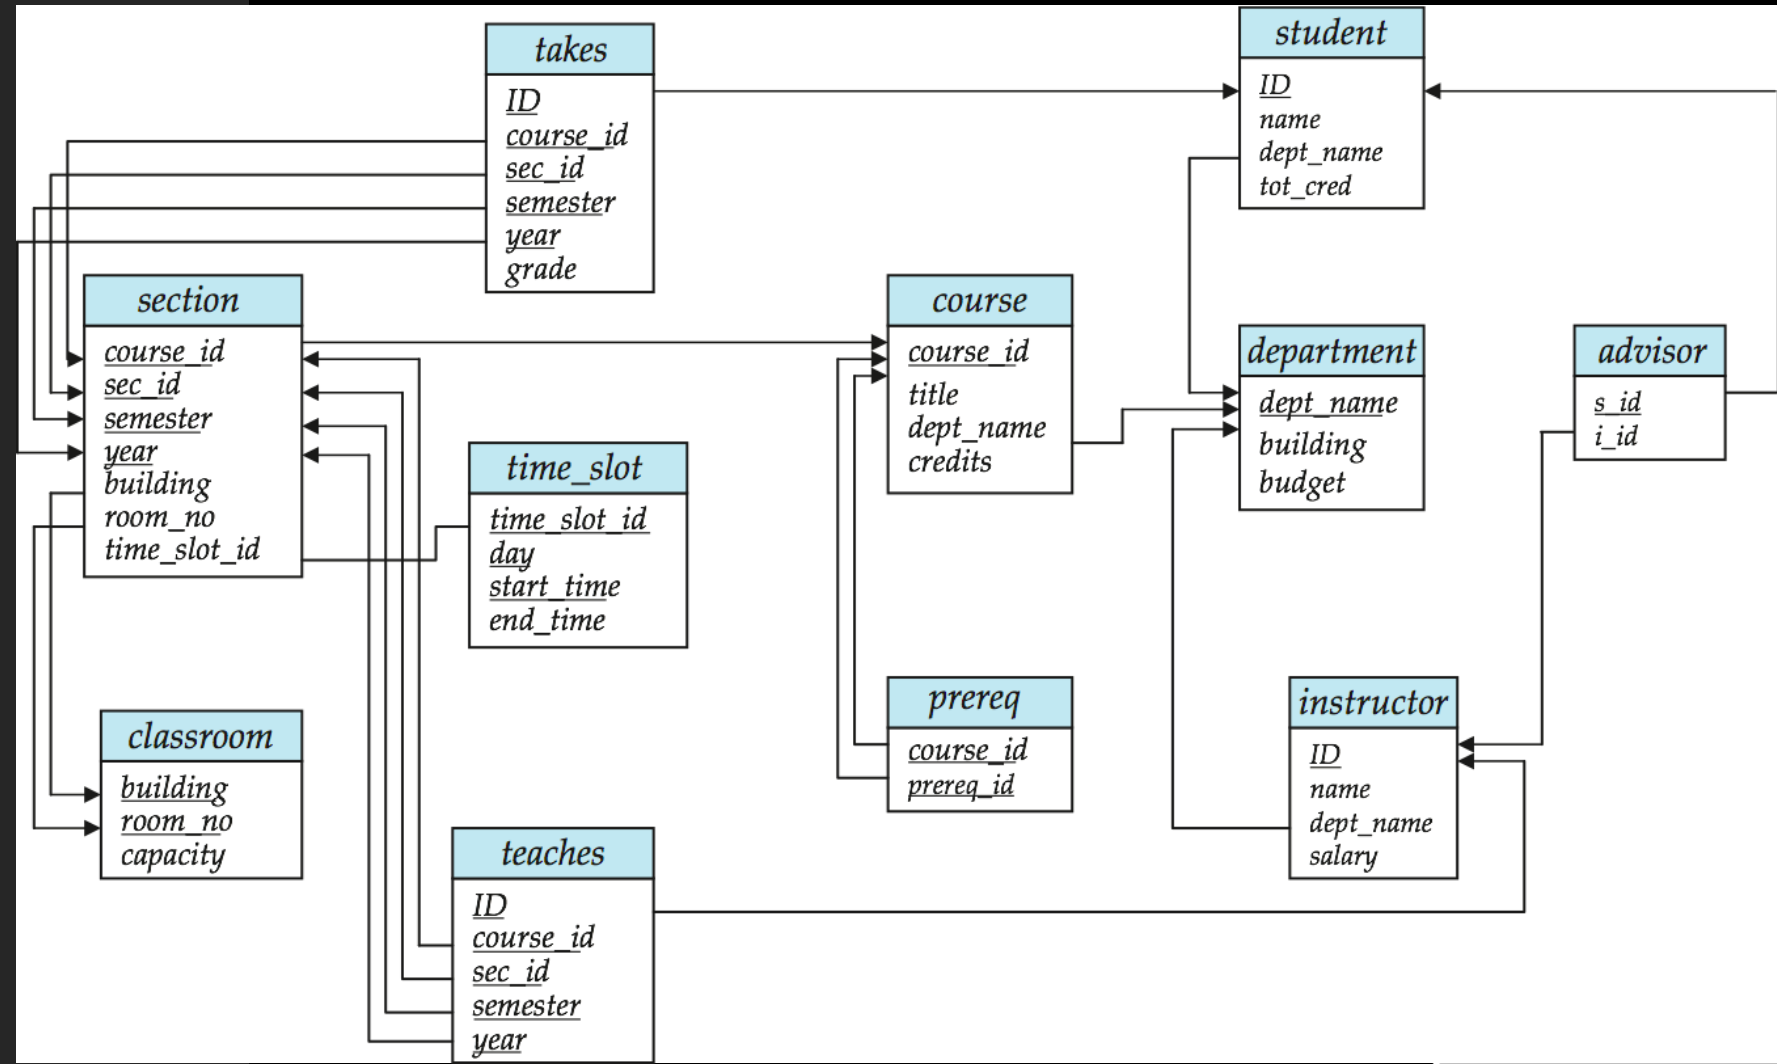 takes
ID
course_id
sec_id
semester
year
grade
student
ID
name
dept_name
tot_cred
section
course_id
sec_id
semester
year
building
room_no
time_slot_id
time_slot
time_slot_id
day
start_time
end_time
course
course_id
title
dept_name
credits
department
dept_name
building
budget
advisor
s_id
i_id
classroom
building
room_no
capacity
prereq
course_id
prereq_id
instructor
ID
name
dept_name
salary
teaches
ID
course_id
sec_id
semester
year